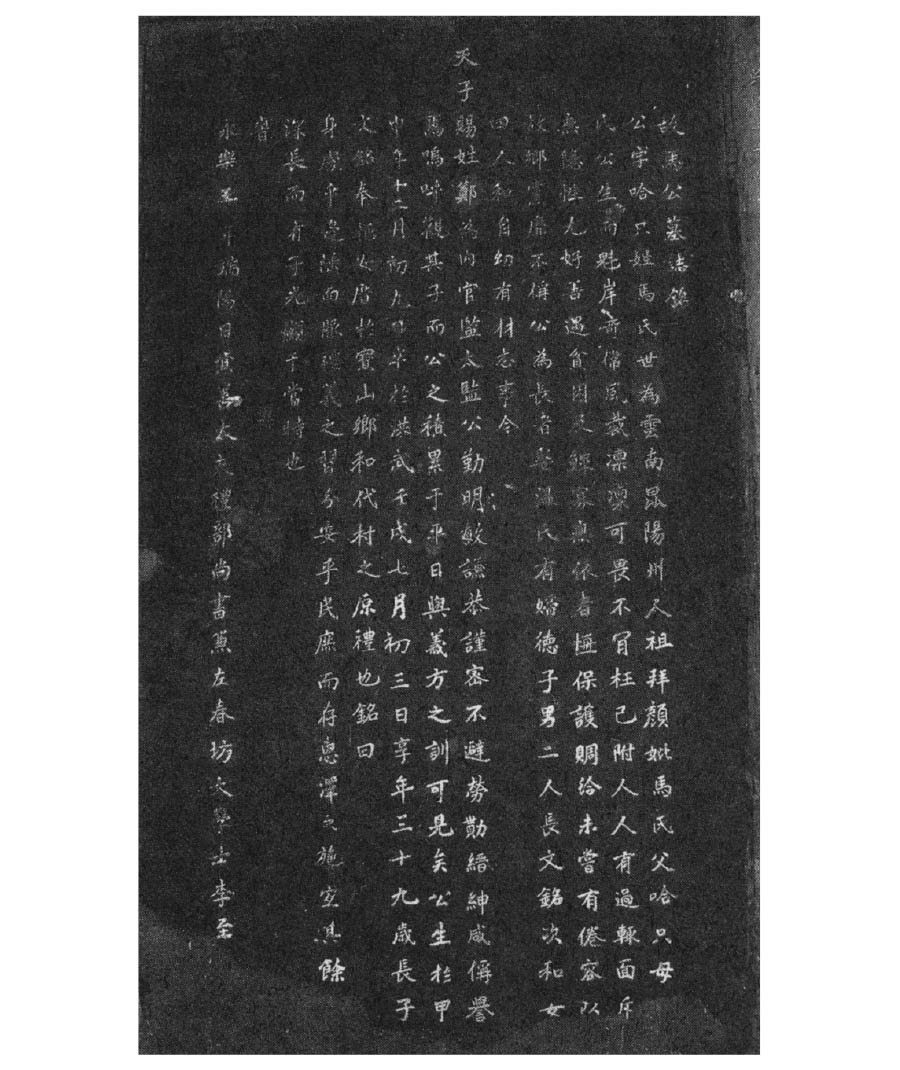 故馬公墓誌銘
公字哈只姓馬氏世為雲南昆陽州人祖拜顏妣馬氏父哈只母
氏公生而魁岸奇偉風裁凛凛可畏不肯枉己附人人有過輙面斥
無隱性尤好善遇貧困及鰥寡無依者恒保護賙給未嘗有倦容以
故鄉黨靡不偁公為長者娶溫氏有婦德子男二人長文銘次和女
四人和自幼有材志事今
天子
賜姓鄭為內官監太監公勤明敏謙恭謹密不避勞勩縉紳咸偁譽
焉嗚呼觀其子而公之積累于平日與義方之訓可見矣公生於甲
申年十二月初九日卒於洪武壬戌七月初三日享年三十九歲長子
文銘奉柩安厝於寶山鄉和代村之原禮也銘曰
身處乎邊陲而服禮義之習分安乎民庶而存惠澤之施宜其餘
深長而有子光顯于當時也
旹
永樂三年端陽日資善大夫禮部尚書兼左春坊大學士李至